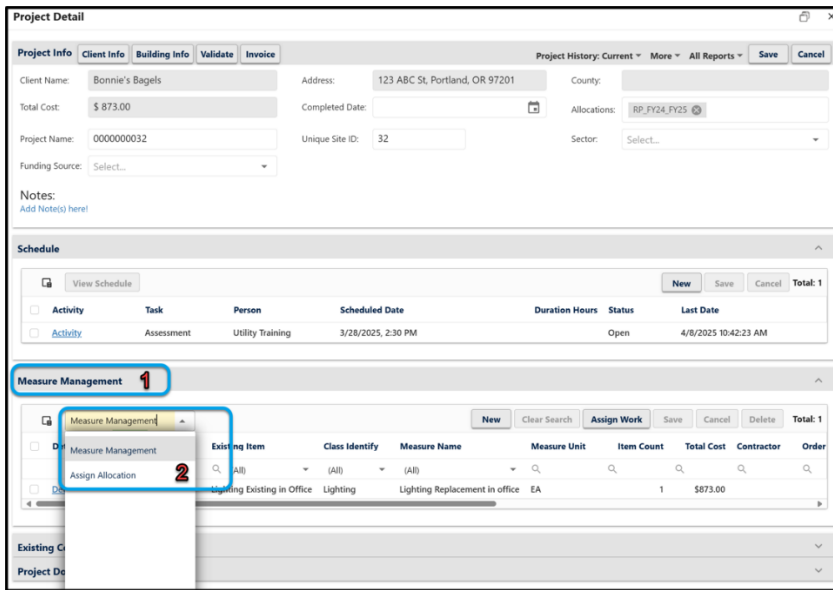 Project Detail
Project Info Client Info Building Info Validate Invoice Project History: Current More All Reports Save Cancel
Client Name: Bonnie's Bagels Address: 123 ABC St, Portland, OR 97201 County:
Total Cost: $ 873.00 Completed Date: Allocations: RP_FY24_FY25
Project Name: 0000000032 Unique Site ID: 32 Sector: Select...
Funding Source: Select...
Notes:
Add Note(s) here!
Schedule
View Schedule New Save Cancel Total: 1
Activity Task Person Scheduled Date Duration Hours Status Last Date
Activity Assessment Utility Training 3/28/2025, 2:30 PM Open 4/8/2025 10:42:23 AM
Measure Management 1
Measure Management New Clear Search Assign Work Save Cancel Delete Total: 1
Existing Item Class Identify Measure Name Measure Unit Item Count Total Cost Contractor Order
Measure Management
(All) (All) (All)
Assign Allocation 2
Lighting Existing in Office Lighting Lighting Replacement in office EA 1 $873.00
Existing
Project